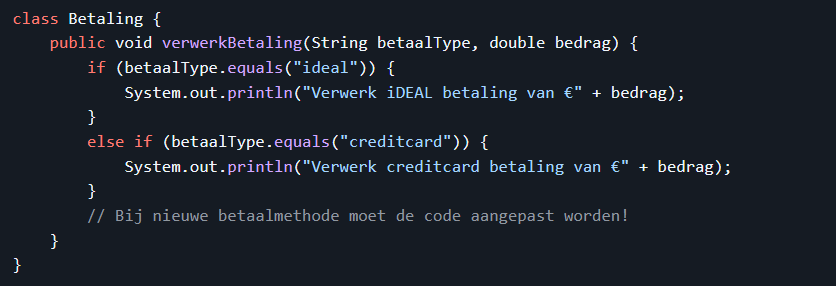 class Betaling {
    public void verwerkBetaling(String betaalType, double bedrag) {
        if (betaalType.equals("ideal")) {
            System.out.println("Verwerk iDEAL betaling van €" + bedrag);
        }
        else if (betaalType.equals("creditcard")) {
            System.out.println("Verwerk creditcard betaling van €" + bedrag);
        }
        // Bij nieuwe betaalmethode moet de code aangepast worden!
    }
}